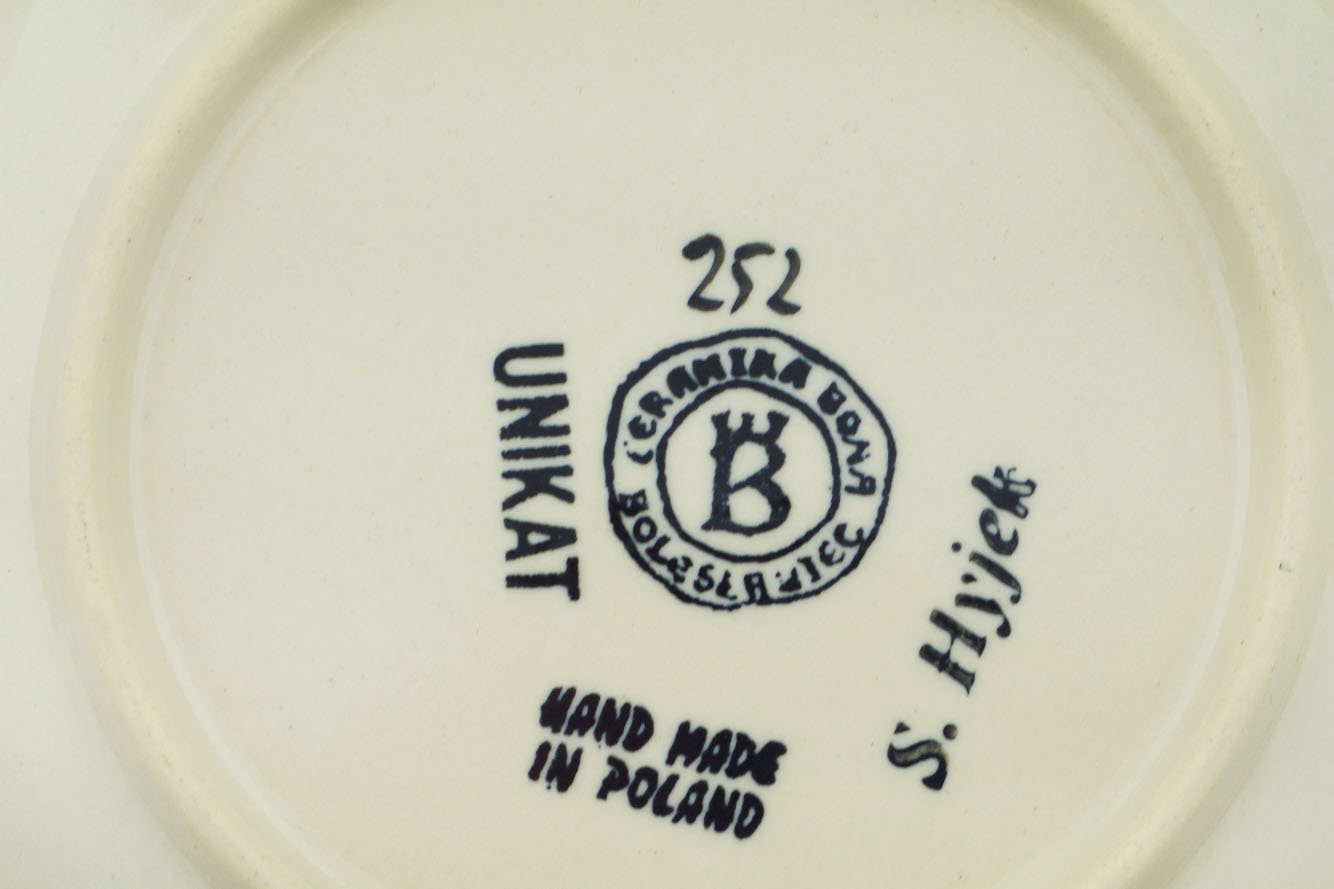 252
UNIKAT
CERAMIKA BONA
B
BOLESŁAWIEC
S. Hyjek
HAND MADE
IN POLAND